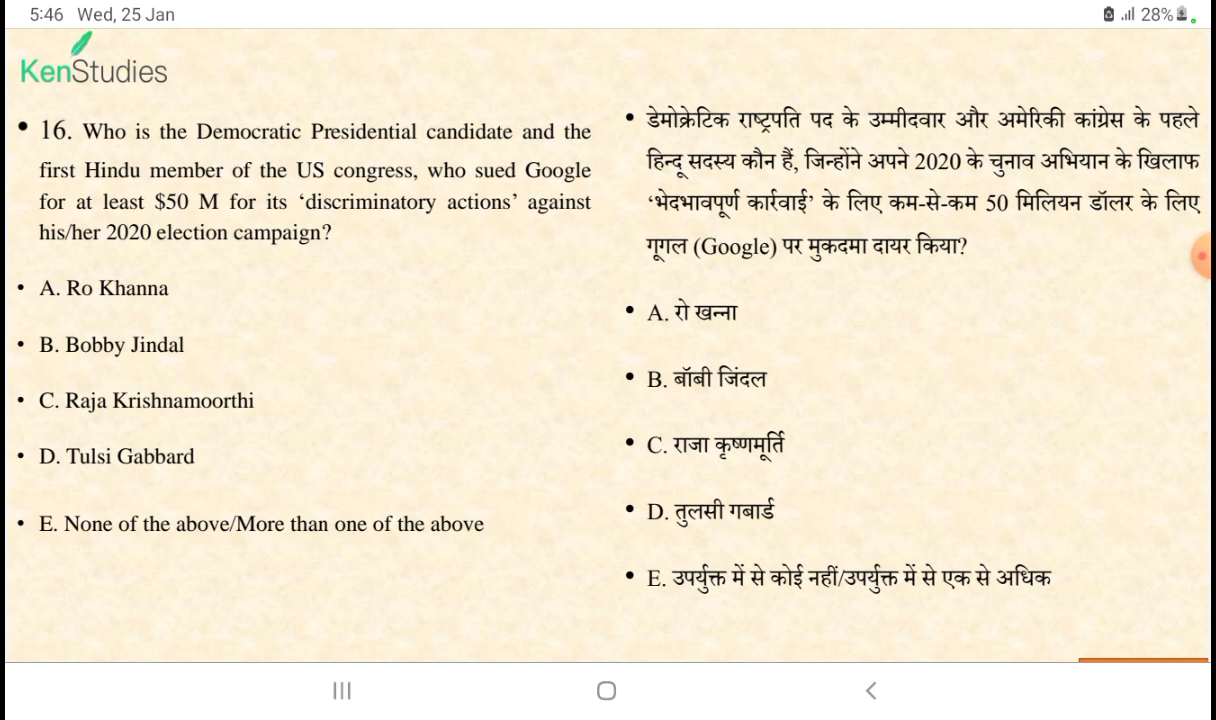 5:46 Wed, 25 Jan
28%
KenStudies
• 16. Who is the Democratic Presidential candidate and the
first Hindu member of the US congress, who sued Google
for at least $50 M for its ‘discriminatory actions’ against
his/her 2020 election campaign?
• A. Ro Khanna
• B. Bobby Jindal
• C. Raja Krishnamoorthi
• D. Tulsi Gabbard
• E. None of the above/More than one of the above
• डेमोक्रेटिक राष्ट्रपति पद के उम्मीदवार और अमेरिकी कांग्रेस के पहले
हिन्दू सदस्य कौन हैं, जिन्होंने अपने 2020 के चुनाव अभियान के खिलाफ
‘भेदभावपूर्ण कार्रवाई’ के लिए कम-से-कम 50 मिलियन डॉलर के लिए
गूगल (Google) पर मुकदमा दायर किया?
• A. रो खन्ना
• B. बॉबी जिंदल
• C. राजा कृष्णमूर्ति
• D. तुलसी गबार्ड
• E. उपर्युक्त में से कोई नहीं/उपर्युक्त में से एक से अधिक